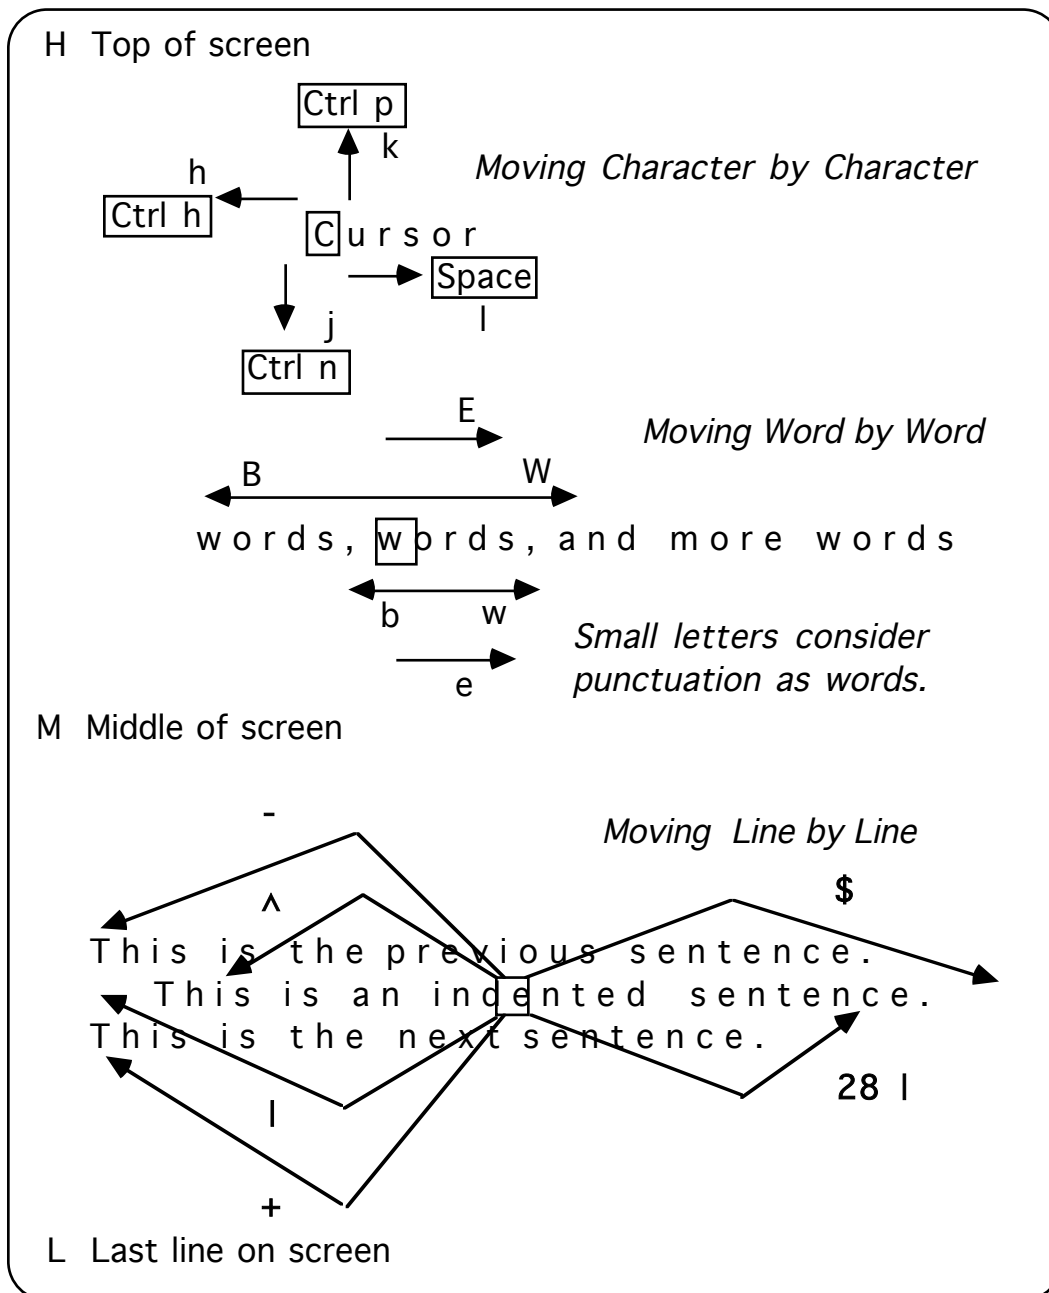 H Top of screen
Ctrl p
k
h
Moving Character by Character
Ctrl h
Cursor
Space
l
j
Ctrl n
E
Moving Word by Word
B W
words, words, and more words
b w
Small letters consider
e
punctuation as words.
M Middle of screen
-
Moving Line by Line
$
^
This is the previous sentence.
This is an indented sentence.
This is the next sentence.
28 |
|
+
L Last line on screen